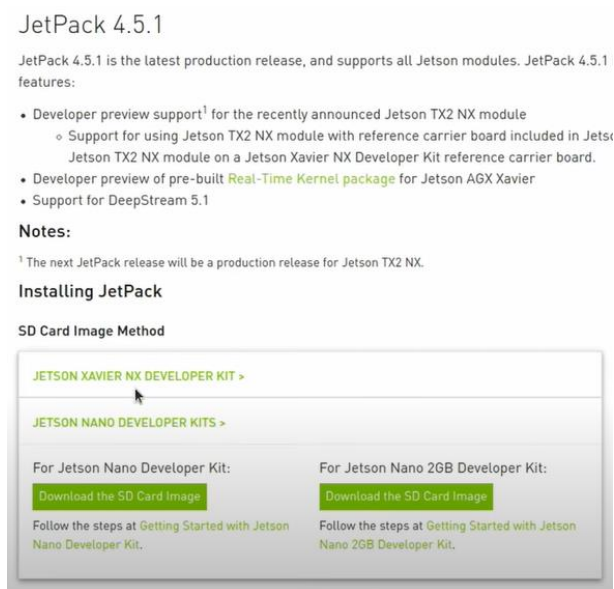 JetPack 4.5.1
JetPack 4.5.1 is the latest production release, and supports all Jetson modules. JetPack 4.5.1
features:
• Developer preview support1 for the recently announced Jetson TX2 NX module
◦ Support for using Jetson TX2 NX module with reference carrier board included in
Jetson TX2 NX module on a Jetson Xavier NX Developer Kit reference carrier board.
• Developer preview of pre-built Real-Time Kernel package for Jetson AGX Xavier
• Support for DeepStream 5.1
Notes:
1 The next JetPack release will be a production release for Jetson TX2 NX.
Installing JetPack
SD Card Image Method
JETSON XAVIER NX DEVELOPER KIT >
JETSON NANO DEVELOPER KITS >
For Jetson Nano Developer Kit:
Download the SD Card Image
Follow the steps at Getting Started with Jetson
Nano Developer Kit.
For Jetson Nano 2GB Developer Kit:
Download the SD Card Image
Follow the steps at Getting Started with Jetson
Nano 2GB Developer Kit.